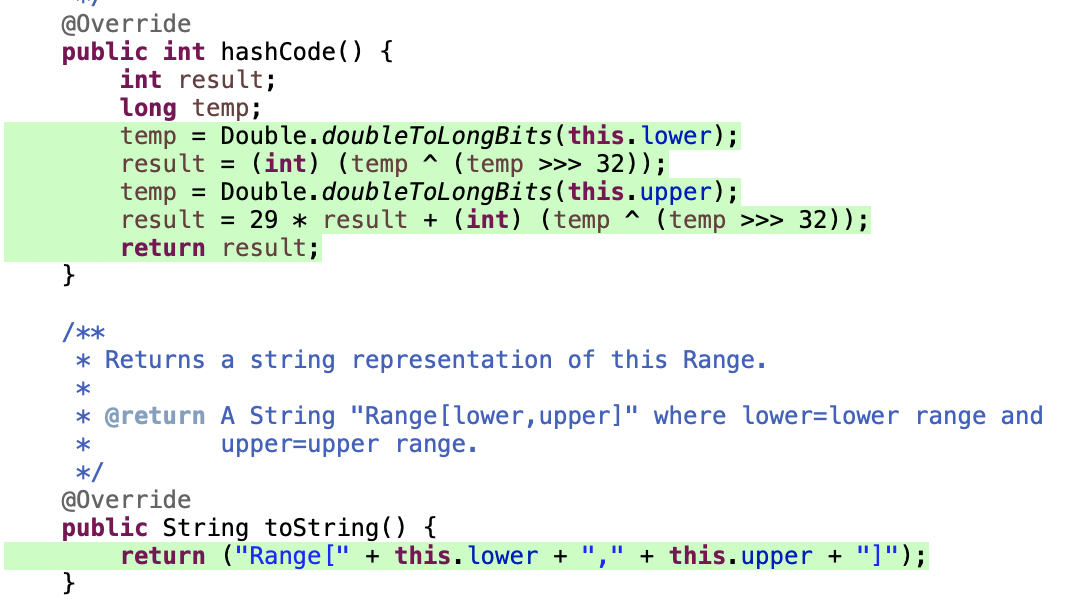 */
@Override
public int hashCode() {
int result;
long temp;
temp = Double.doubleToLongBits(this.lower);
result = (int) (temp ^ (temp >>> 32));
temp = Double.doubleToLongBits(this.upper);
result = 29 * result + (int) (temp ^ (temp >>> 32));
return result;
}
/**
* Returns a string representation of this Range.
*
* @return A String "Range[lower,upper]" where lower=lower range and
* upper=upper range.
*/
@Override
public String toString() {
return ("Range[" + this.lower + "," + this.upper + "]");
}